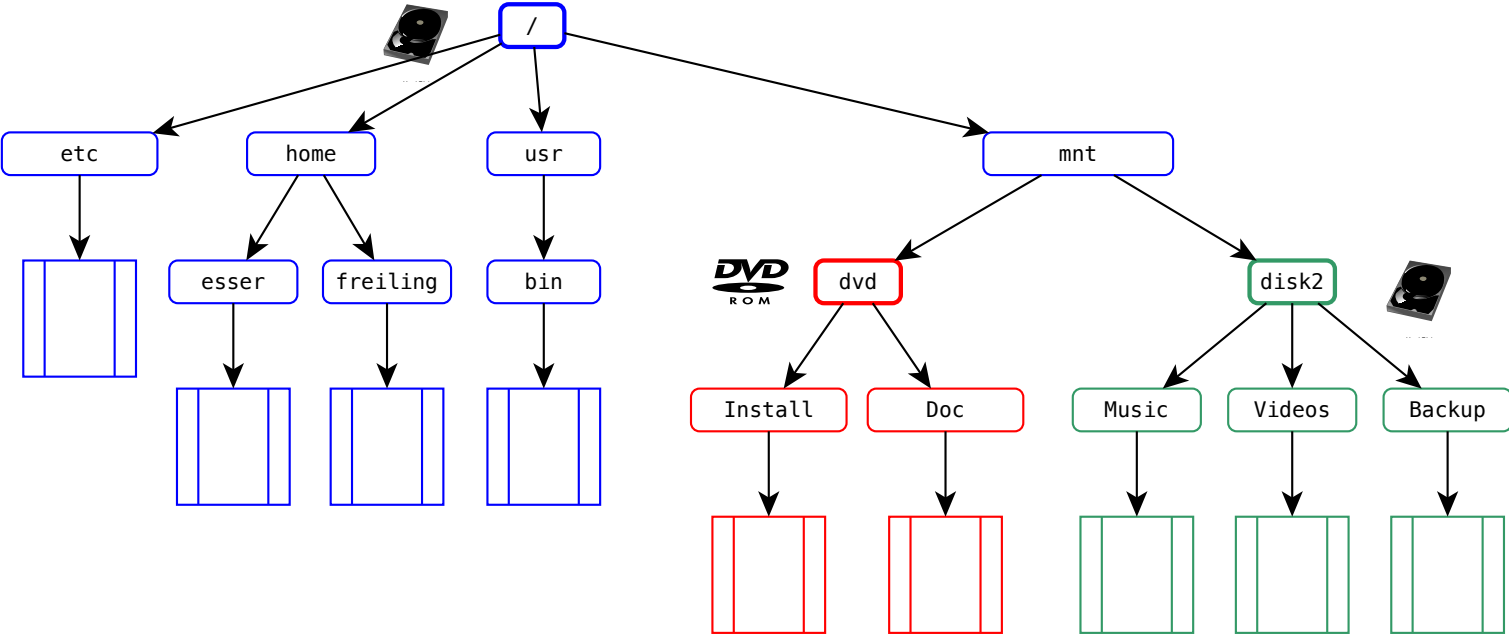 /
etc
home
usr
mnt
esser
freiling
bin
DVD
ROM
dvd
disk2
Install
Doc
Music
Videos
Backup